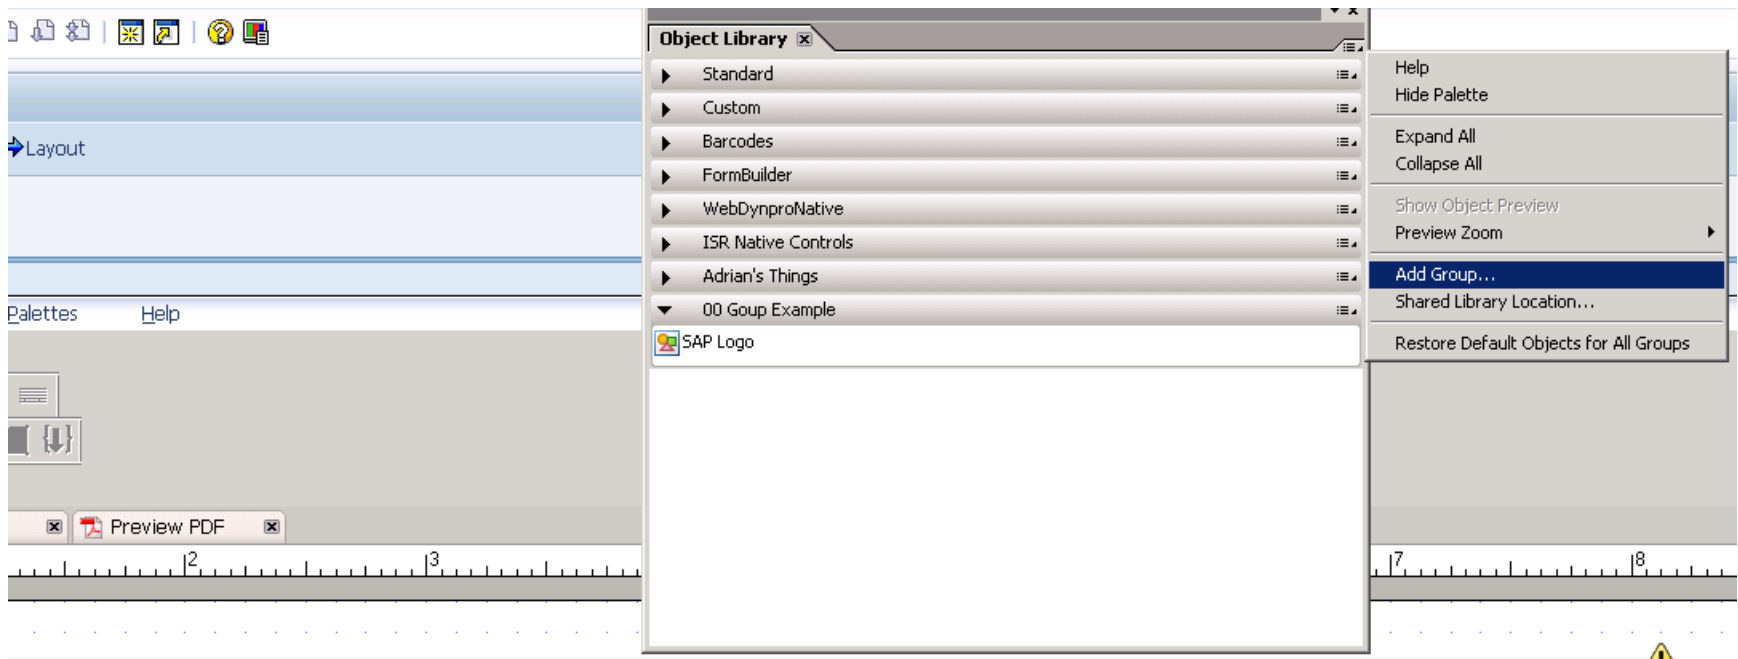 Object Library
Standard
Custom
Barcodes
FormBuilder
WebDynproNative
ISR Native Controls
Adrian's Things
00 Goup Example
SAP Logo
Help
Hide Palette
Expand All
Collapse All
Show Object Preview
Preview Zoom
Add Group...
Shared Library Location...
Restore Default Objects for All Groups
Layout
Palettes Help
Preview PDF
2 3 7 8